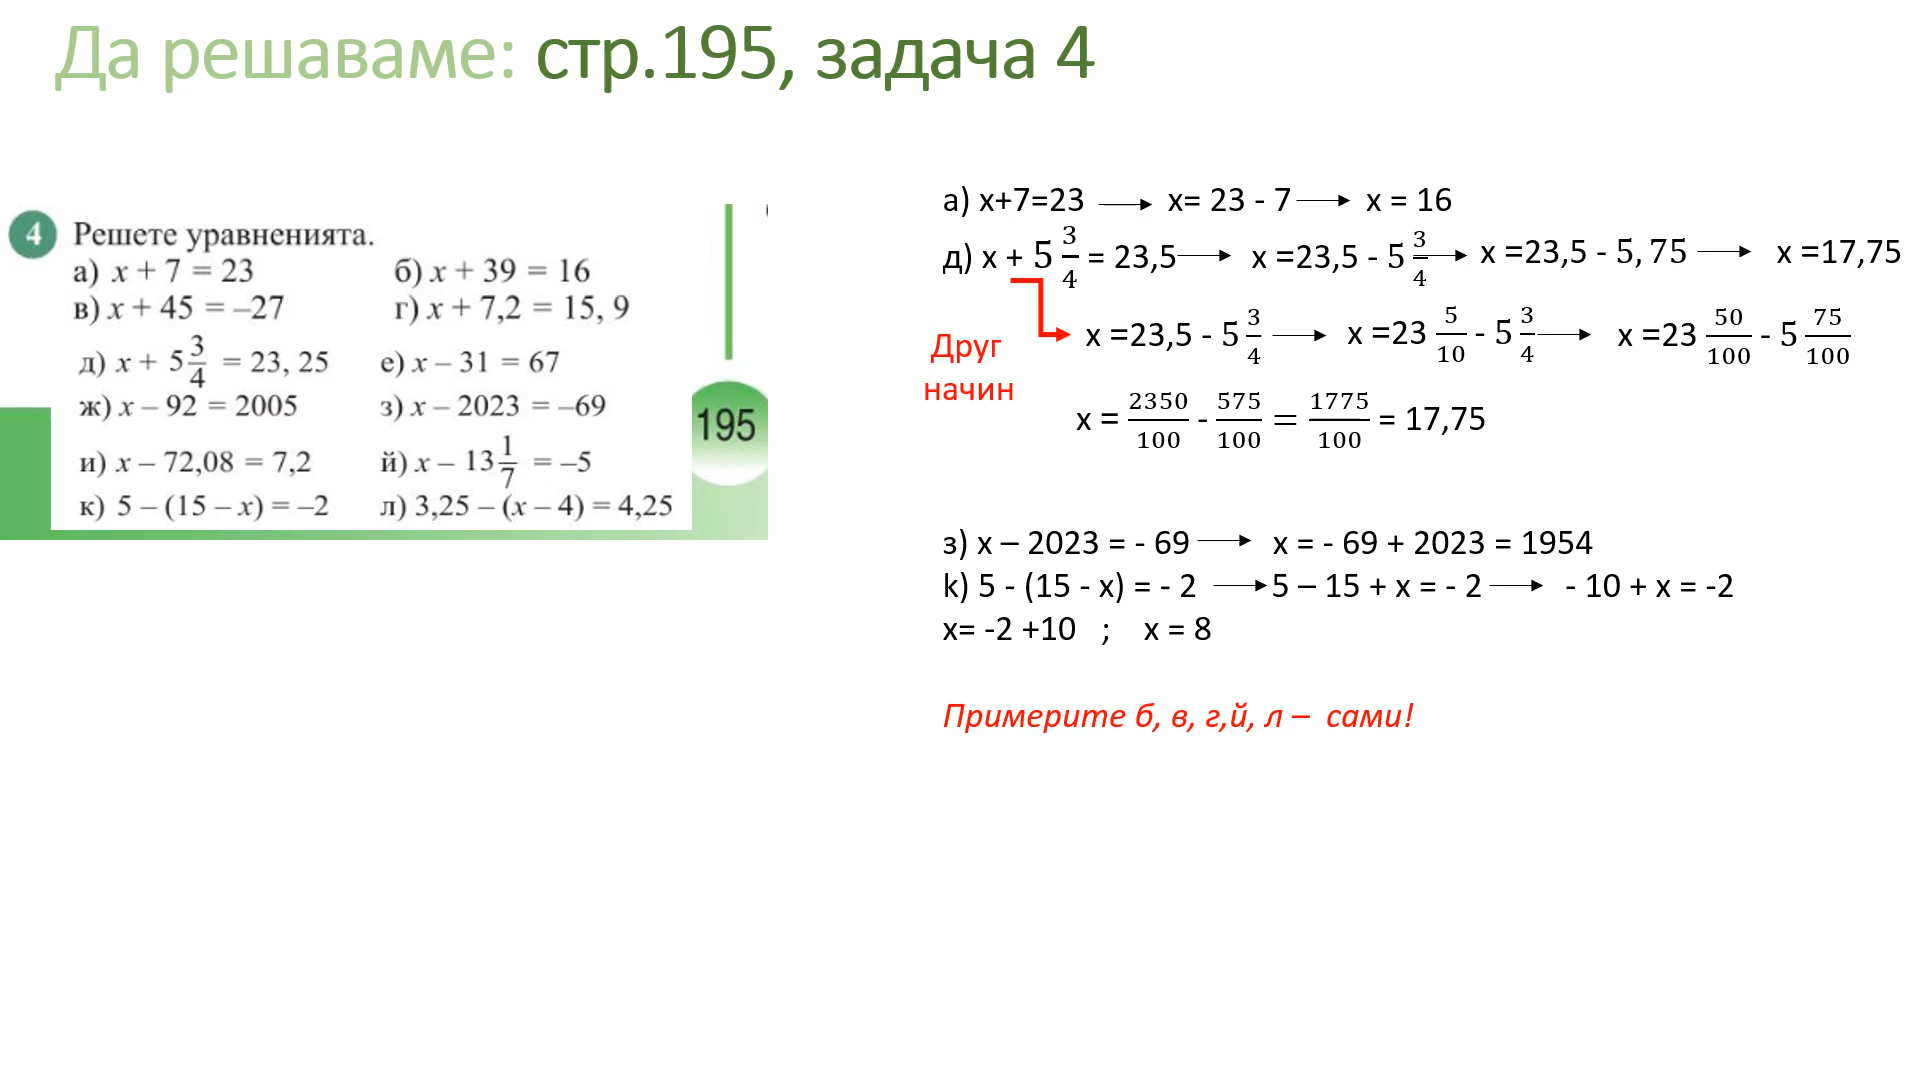 Да решаваме: стр.195, задача 4
4 Решете уравненията.
а) x + 7 = 23 б) x + 39 = 16
в) x + 45 = –27 г) x + 7,2 = 15, 9
д) x + 5 3/4 = 23, 25 е) x – 31 = 67
ж) x – 92 = 2005 з) x – 2023 = –69
и) x – 72,08 = 7,2 й) x – 13 1/7 = –5
к) 5 – (15 – x) = –2 л) 3,25 – (x – 4) = 4,25
195
а) x+7=23 → x= 23 - 7 → x = 16
д) x + 5 3/4 = 23,5 → x =23,5 - 5 3/4 → x =23,5 - 5, 75 → x =17,75
Друг
начин
x =23,5 - 5 3/4 → x =23 5/10 - 5 3/4 → x =23 50/100 - 5 75/100
x = 2350/100 - 575/100 = 1775/100 = 17,75
з) x – 2023 = - 69 → x = - 69 + 2023 = 1954
k) 5 - (15 - x) = - 2 → 5 – 15 + x = - 2 → - 10 + x = -2
x= -2 +10 ; x = 8
Примерите б, в, г,й, л – сами!